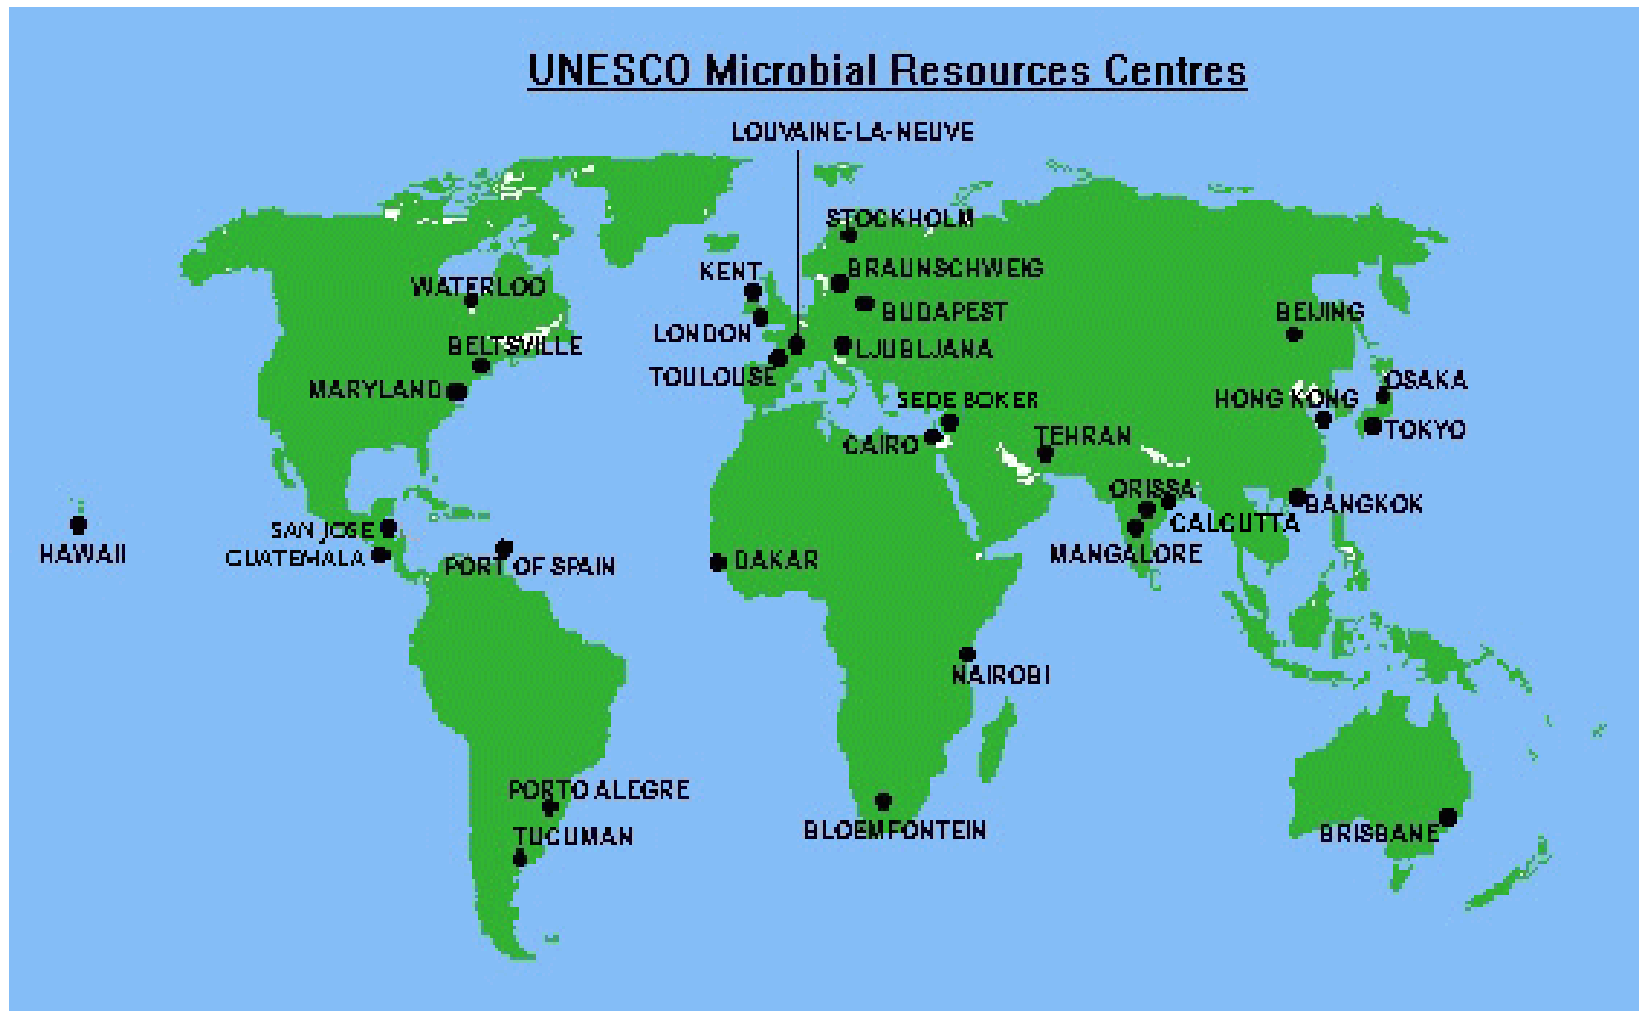 UNESCO Microbial Resources Centres
LOUVAINE-LA-NEUVE
STOCKHOLM
KENT
BRAUNSCHWEIG
WATERLOO
BUDAPEST
BEIJING
LONDON
BELTSVILLE
LJUBLJANA
TOULOUSE
OSAKA
MARYLAND
SEDE BOKER
HONG KONG
TOKYO
TEHRAN
CAIRO
ORISSA
BANGKOK
CALCUTTA
SAN JOSE
HAWAII
MANGALORE
GUATEMALA
DAKAR
PORT OF SPAIN
NAIROBI
PORTO ALEGRE
BLOEMFONTEIN
BRISBANE
TUCUMAN